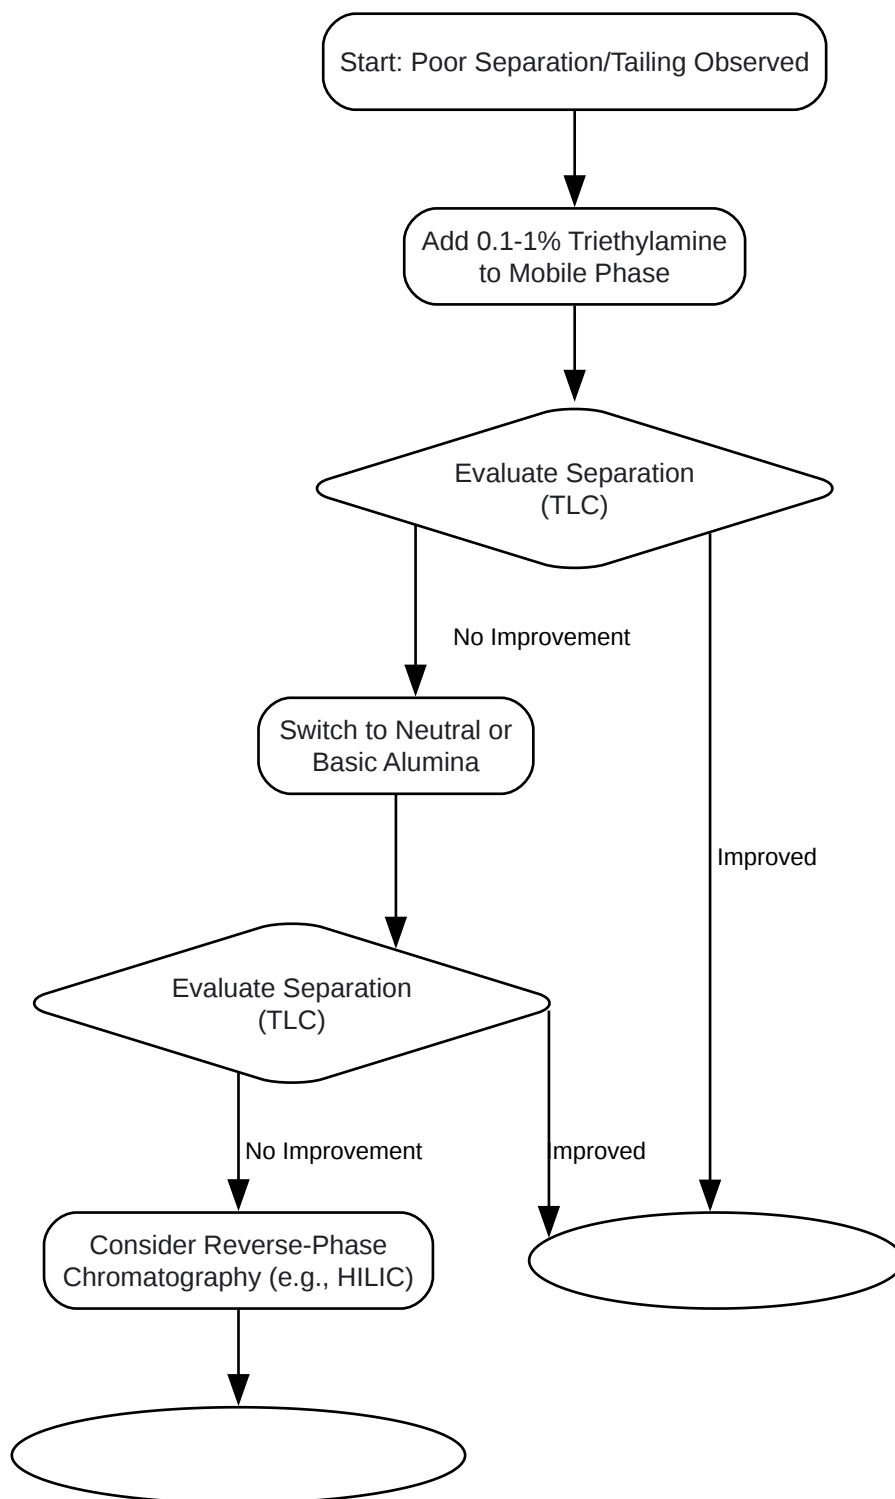 Start: Poor Separation/Tailing Observed
Add 0.1-1% Triethylamine
to Mobile Phase
Evaluate Separation
(TLC)
No Improvement
Switch to Neutral or
Basic Alumina
Improved
Evaluate Separation
(TLC)
No Improvement
Improved
Consider Reverse-Phase
Chromatography (e.g., HILIC)